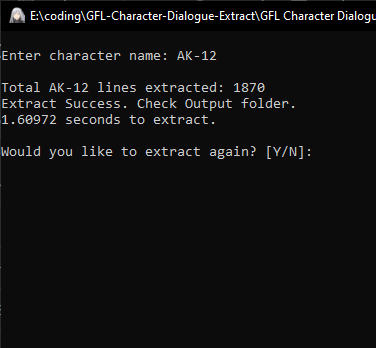 E:\coding\GFL-Character-Dialogue-Extract\GFL Character Dialogu
Enter character name: AK-12
Total AK-12 lines extracted: 1870
Extract Success. Check Output folder.
1.60972 seconds to extract.
Would you like to extract again? [Y/N]: